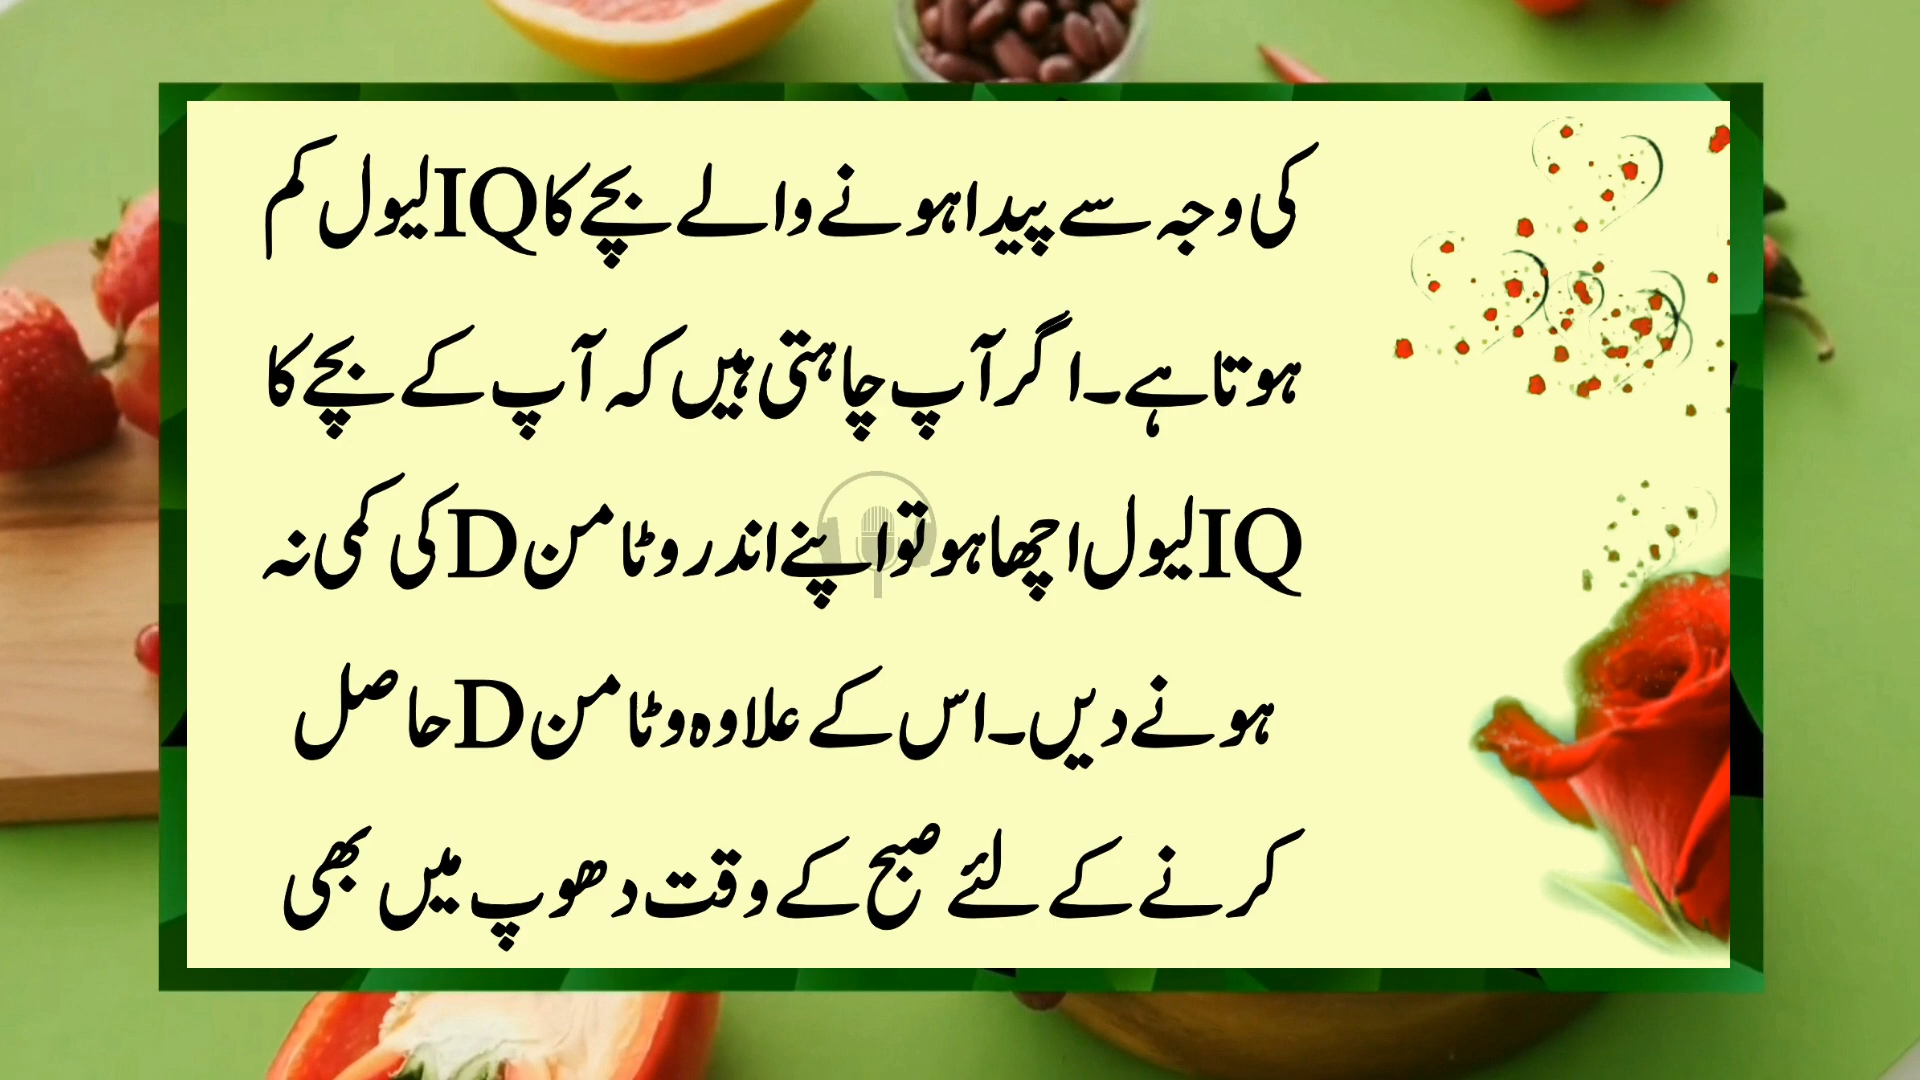 کی وجہ سے پیدا ہونے والے بچے کا IQ لیول کم
ہوتا ہے۔ اگر آپ چاہتی ہیں کہ آپ کے بچے کا
IQ لیول اچھا ہو تو اپنے اندر وٹامن D کی کمی نہ
ہونے دیں۔ اس کے علاوہ وٹامن D حاصل
کرنے کے لئے صبح کے وقت دھوپ میں بھی